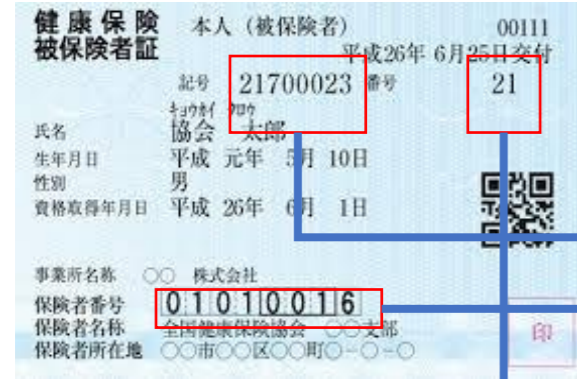 健康保険 本人（被保険者） 00111
被保険者証 平成26年 6月25日交付
記号 21700023 番号 21
ｷｮｳｶｲ ﾀﾛｳ
氏名 協会 太郎
生年月日 平成 元年 5月 10日
性別 男
資格取得年月日 平成 26年 6月 1日
事業所名称 ○○ 株式会社
保険者番号 01010016
保険者名称 全国健康保険協会 ○○支部
保険者所在地 ○○市○○区○○町○－○－○
印